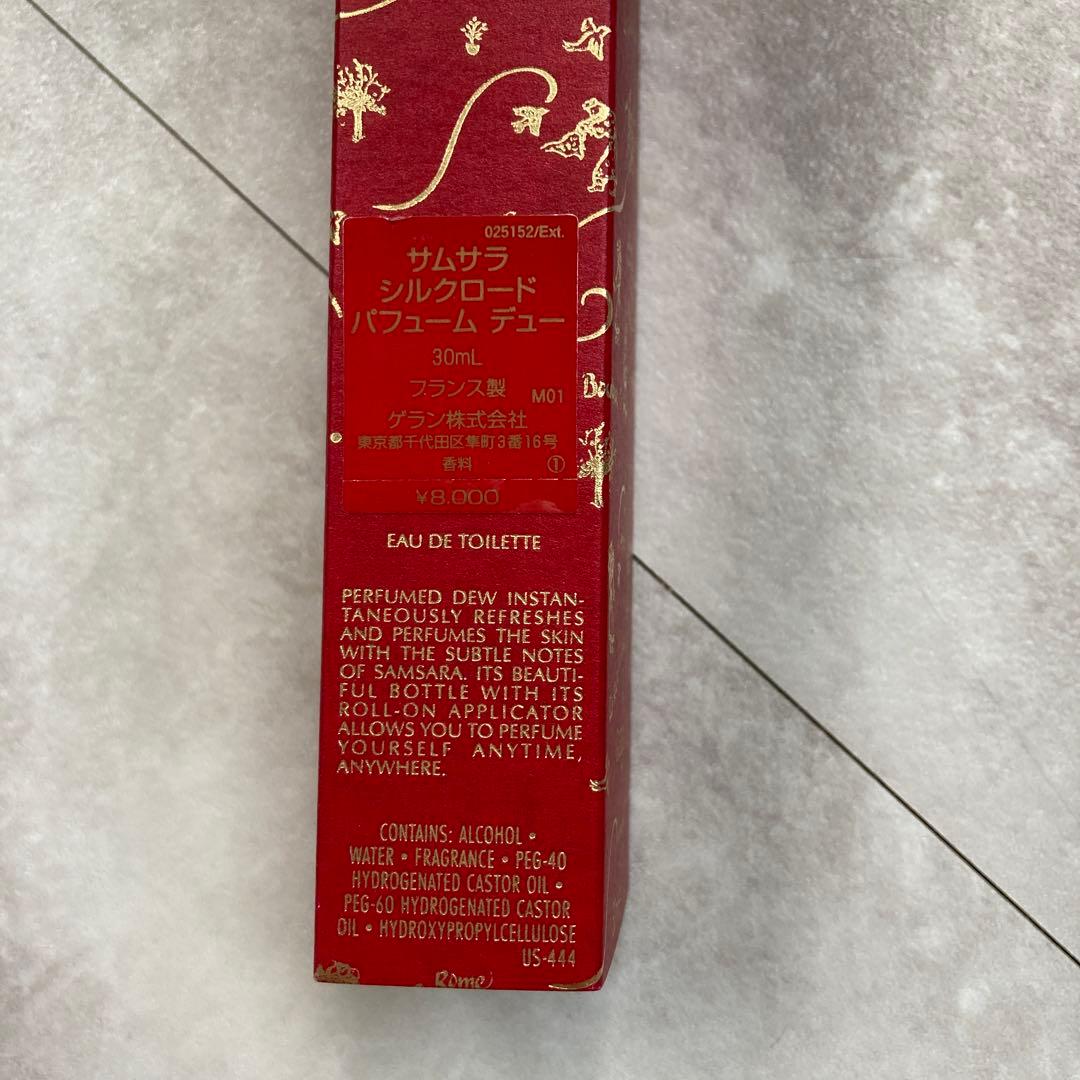 025152/Ext.
サムサラ
シルクロード
パフューム デュー
30mL
フランス製
M01
ゲラン株式会社
東京都千代田区隼町3番16号
香料 ①
¥8,000
EAU DE TOILETTE
PERFUMED DEW INSTAN-
TANEOUSLY REFRESHES
AND PERFUMES THE SKIN
WITH THE SUBTLE NOTES
OF SAMSARA. ITS BEAUTI-
FUL BOTTLE WITH ITS
ROLL-ON APPLICATOR
ALLOWS YOU TO PERFUME
YOURSELF ANYTIME,
ANYWHERE.
CONTAINS: ALCOHOL •
WATER • FRAGRANCE • PEG-40
HYDROGENATED CASTOR OIL •
PEG-60 HYDROGENATED CASTOR
OIL • HYDROXYPROPYLCELLULOSE
US-444
Rome